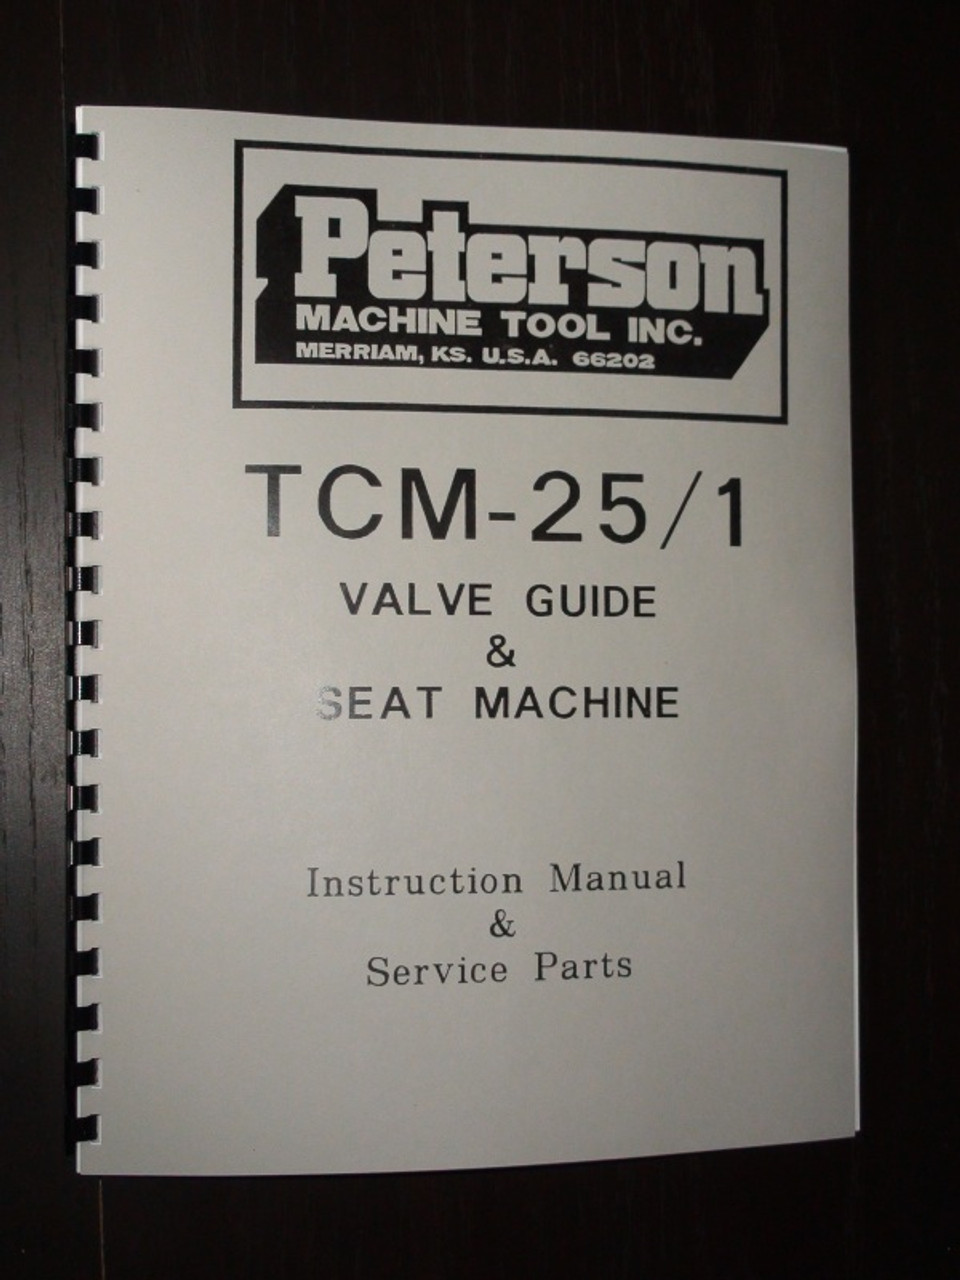 Peterson
MACHINE TOOL INC.
MERRIAM, KS. U.S.A. 66202
TCM-25/1
VALVE GUIDE
&
SEAT MACHINE
Instruction Manual
&
Service Parts